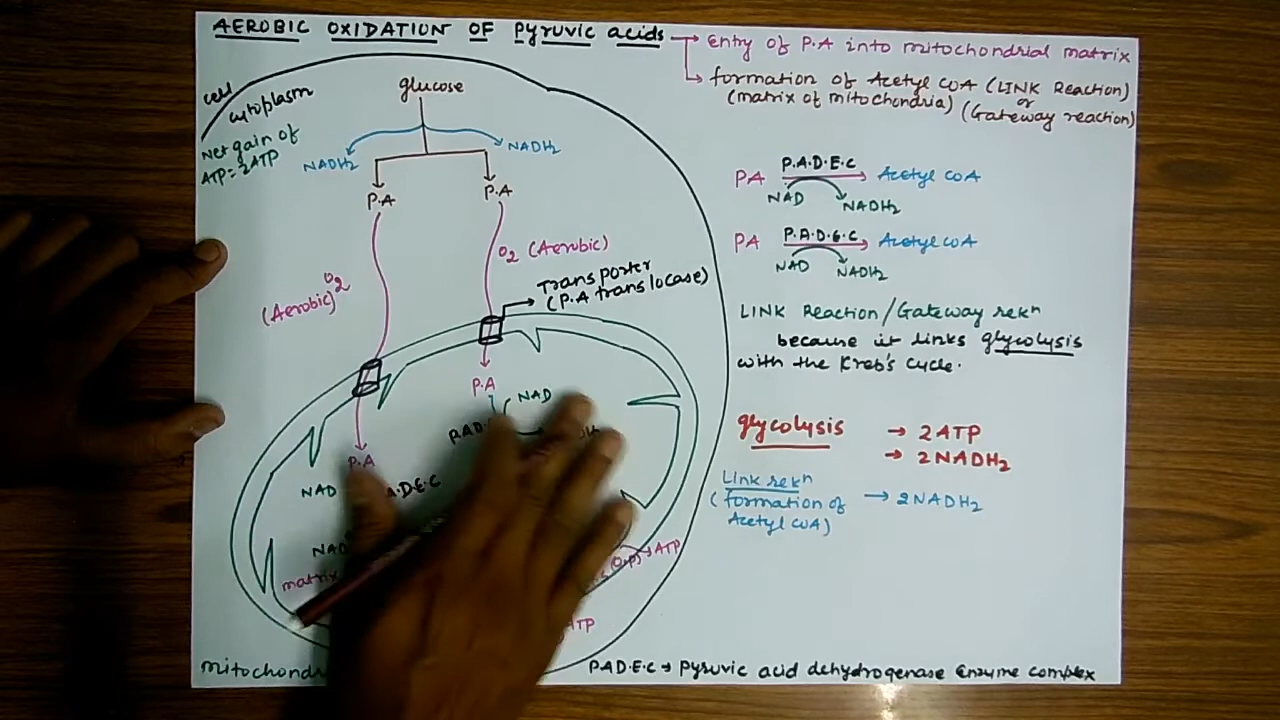 AEROBIC OXIDATION OF Pyruvic acids → Entry of P.A into mitochondrial matrix
→ formation of Acetyl COA (LINK Reaction)
(matrix of mitochondria) or (Gateway reaction)
cell
cytoplasm
Net gain of
ATP = 2ATP
glucose
NADH2
NADH2
P.A
P.A
O2 (Aerobic)
O2
(Aerobic)
Transporter
(P.A translocase)
P.A
NAD
P.A
NAD
matrix
ATP
ATP
PA P.A.D.E.C → Acetyl COA
NAD NADH2
PA P.A.D.E.C → Acetyl COA
NAD NADH2
LINK Reaction/Gateway rekn
because it links glycolysis
with the Kreb's cycle.
glycolysis → 2ATP
→ 2NADH2
Link rekn
(formation of → 2NADH2
Acetyl COA)
PAD.E.C → Pyruvic acid dehydrogenase Enzyme complex